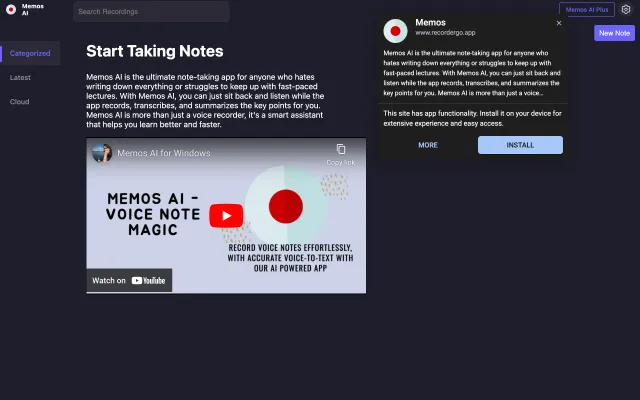 Memos
AI
Search Recordings
Memos AI Plus
New Note
Categorized
Latest
Cloud
Start Taking Notes
Memos AI is the ultimate note-taking app for anyone who hates
writing down everything or struggles to keep up with fast-paced
lectures. With Memos AI, you can just sit back and listen while the
app records, transcribes, and summarizes the key points for you.
Memos AI is more than just a voice recorder, it's a smart assistant
that helps you learn better and faster.
Memos AI for Windows
Copy link
MEMOS AI -
VOICE NOTE
MAGIC
RECORD VOICE NOTES EFFORTLESSLY,
WITH ACCURATE VOICE-TO-TEXT WITH
OUR AI POWERED APP
Watch on YouTube
Memos
www.recordergo.app
Memos AI is the ultimate note-taking app for anyone who hates
writing down everything or struggles to keep up with
fast-paced lectures. With Memos AI, you can just sit back and
listen while the app records, transcribes, and summarizes the
key points for you. Memos AI is more than just a voice...
This site has app functionality. Install it on your device for
extensive experience and easy access.
MORE
INSTALL